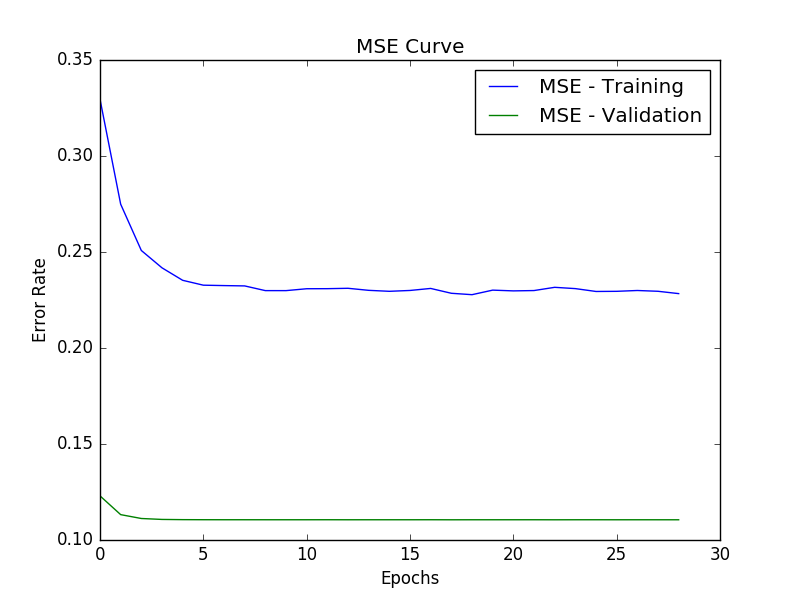 MSE Curve
MSE - Training
MSE - Validation
Error Rate
0.35
0.30
0.25
0.20
0.15
0.10
0 5 10 15 20 25 30
Epochs